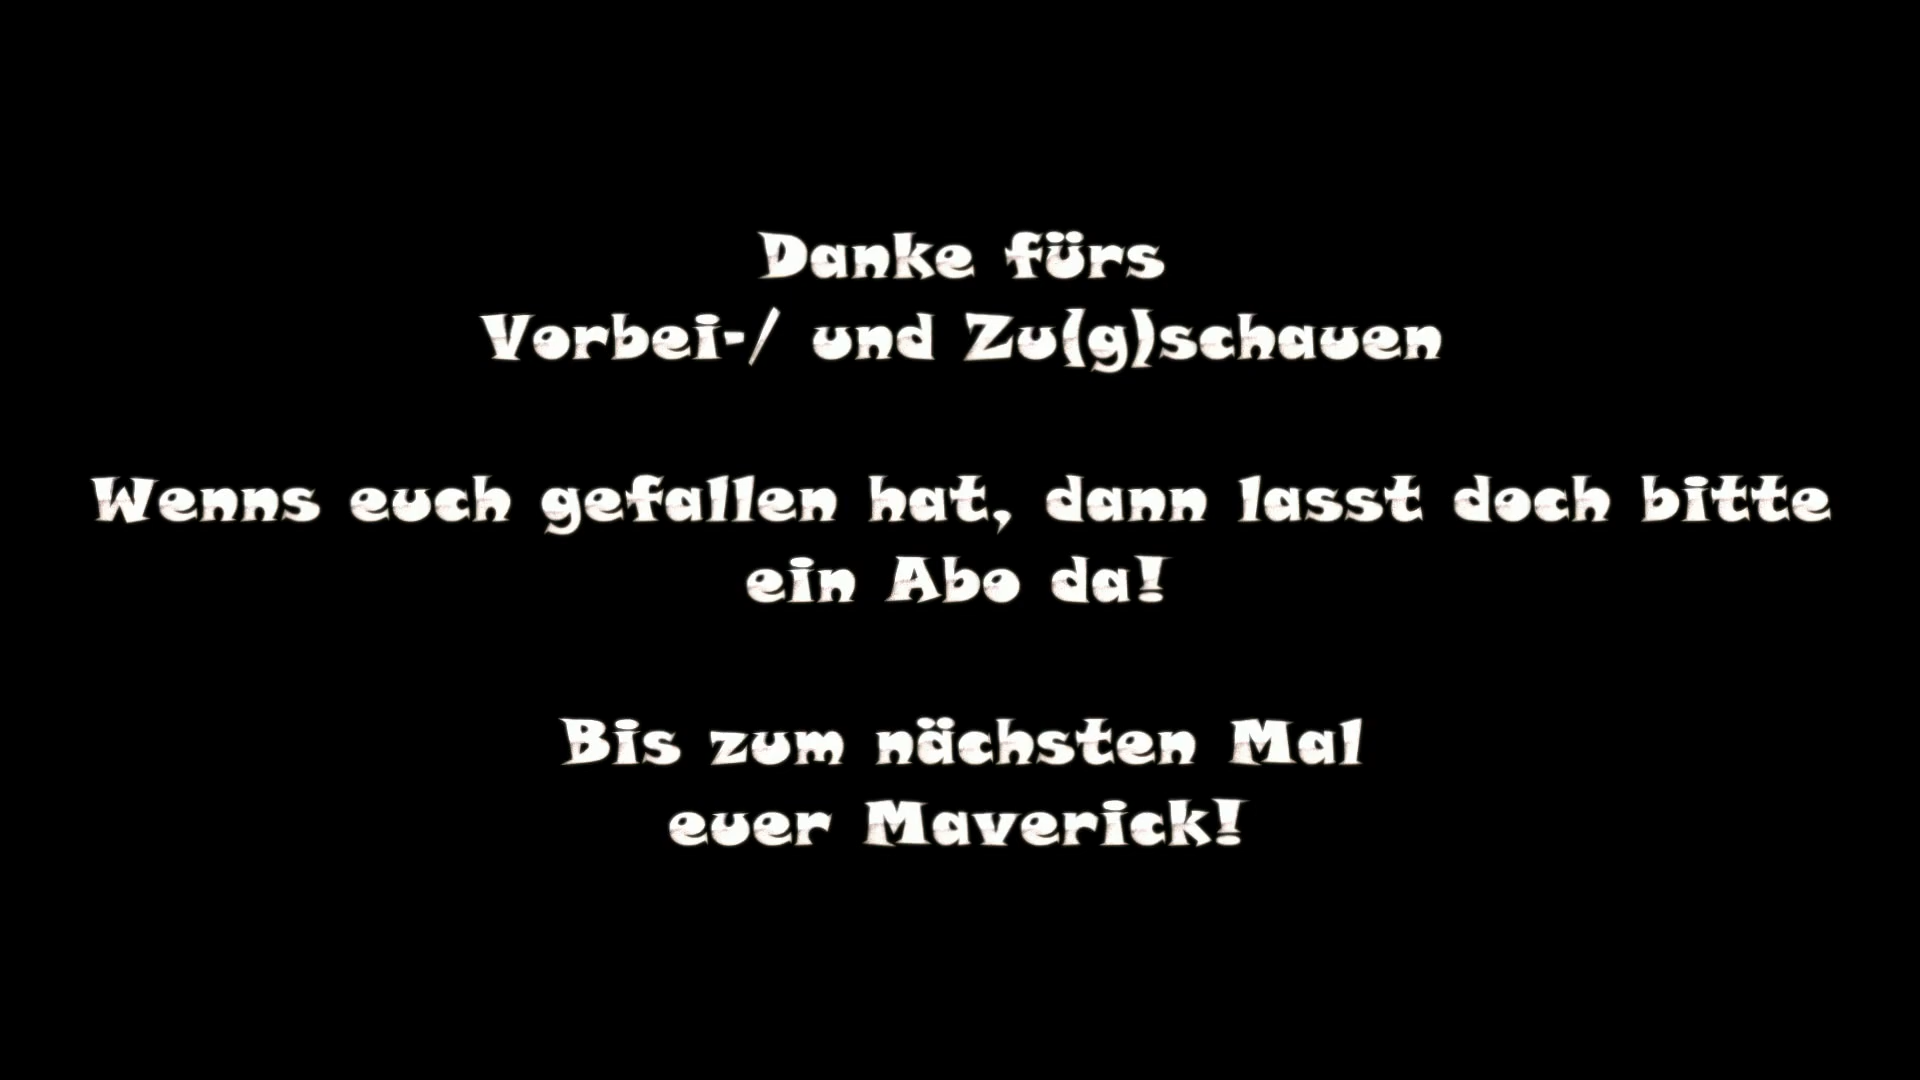 Danke fürs
Vorbei-/ und Zu(g)schauen
Wenns euch gefallen hat, dann lasst doch bitte
ein Abo da!
Bis zum nächsten Mal
euer Maverick!